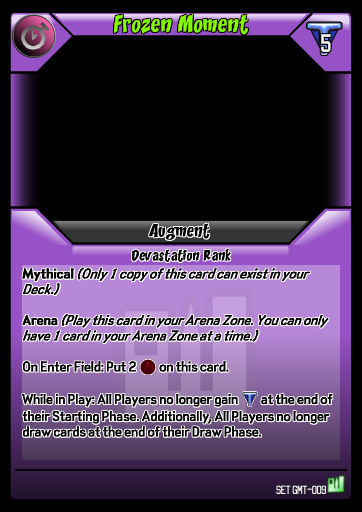 Frozen Moment
5
Augment
Devastation Rank
Mythical (Only 1 copy of this card can exist in your
Deck.)
Arena (Play this card in your Arena Zone. You can only
have 1 card in your Arena Zone at a time.)
On Enter Field: Put 2 on this card.
While in Play: All Players no longer gain at the end of
their Starting Phase. Additionally, All Players no longer
draw cards at the end of their Draw Phase.
SET GMT-009